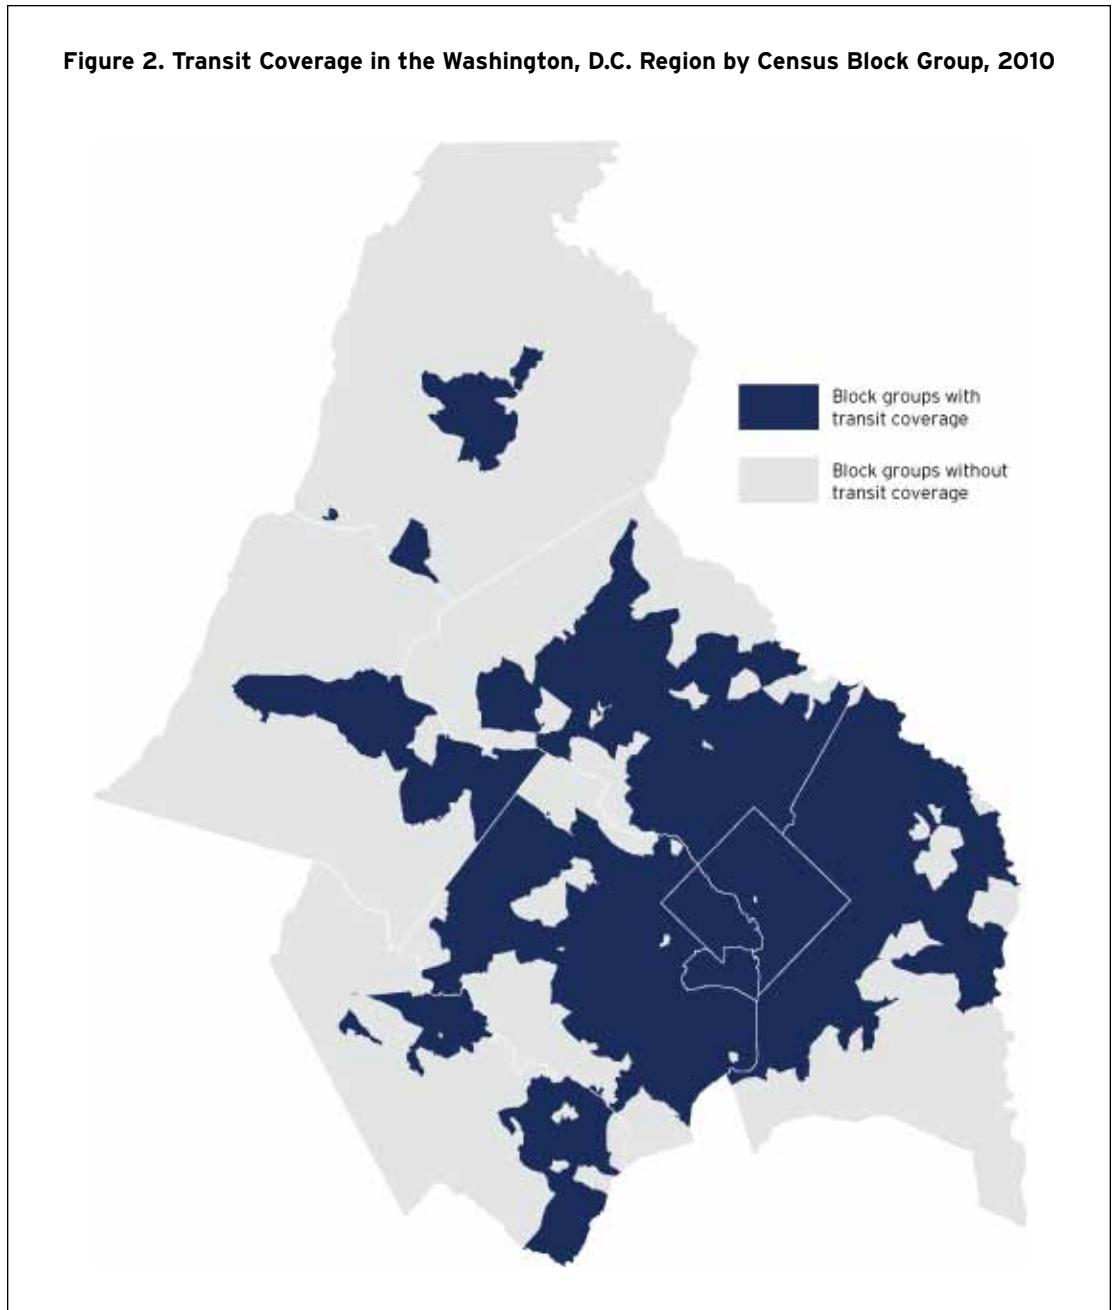 Figure 2. Transit Coverage in the Washington, D.C. Region by Census Block Group, 2010
Block groups with
transit coverage
Block groups without
transit coverage